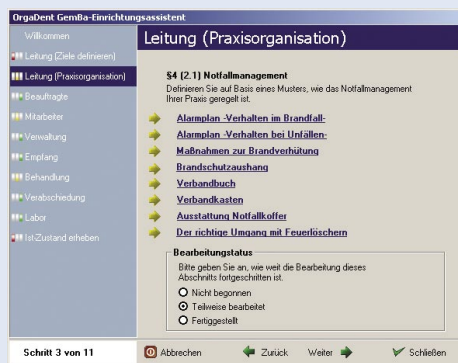 OrgaDent GemBa-Einrichtungsassistent
Willkommen
Leitung (Ziele definieren)
Leitung (Praxisorganisation)
Beauftragte
Mitarbeiter
Verwaltung
Empfang
Behandlung
Verabschiedung
Labor
Ist-Zustand erheben
Leitung (Praxisorganisation)
§4 (2.1) Notfallmanagement
Definieren Sie auf Basis eines Musters, wie das Notfallmanagement
Ihrer Praxis geregelt ist.
Alarmplan -Verhalten im Brandfall-
Alarmplan -Verhalten bei Unfällen-
Maßnahmen zur Brandverhütung
Brandschutzaushang
Verbandbuch
Verbandkasten
Ausstattung Notfallkoffer
Der richtige Umgang mit Feuerlöschern
Bearbeitungstatus
Bitte geben Sie an, wie weit die Bearbeitung dieses
Abschnitts fortgeschritten ist.
Nicht begonnen
Teilweise bearbeitet
Fertiggestellt
Schritt 3 von 11
Abbrechen
Zurück
Weiter
Schließen